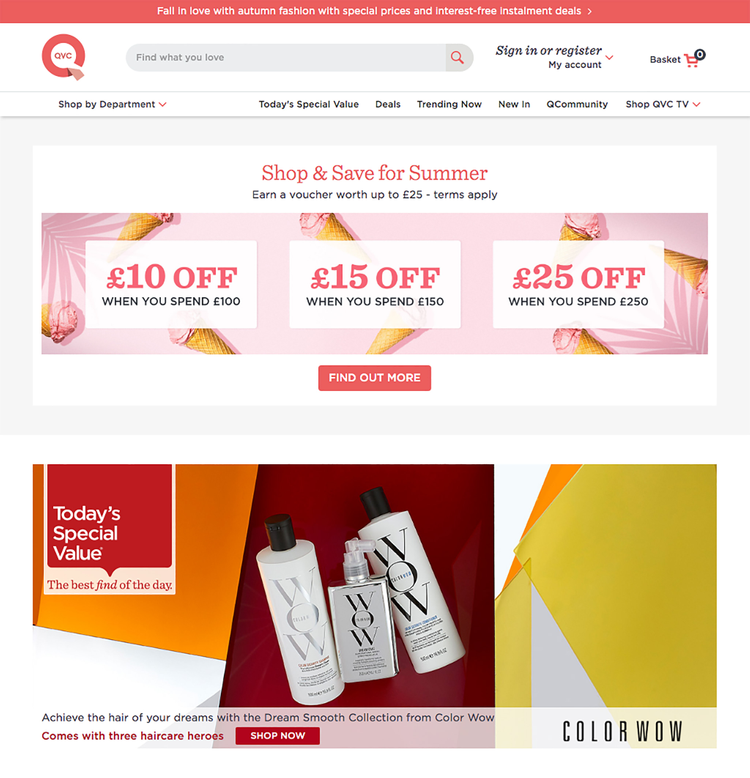 Fall in love with autumn fashion with special prices and interest-free instalment deals >
QVC
Find what you love
Sign in or register
My account
Basket
0
Shop by Department
Today's Special Value
Deals
Trending Now
New In
QCommunity
Shop QVC TV
Shop & Save for Summer
Earn a voucher worth up to £25 - terms apply
£10 OFF
WHEN YOU SPEND £100
£15 OFF
WHEN YOU SPEND £150
£25 OFF
WHEN YOU SPEND £250
FIND OUT MORE
Today's
Special
Value
The best find of the day.
WOW
COLOR
WOW
WOW
COLOR WOW
Achieve the hair of your dreams with the Dream Smooth Collection from Color Wow
Comes with three haircare heroes
SHOP NOW
COLOR WOW